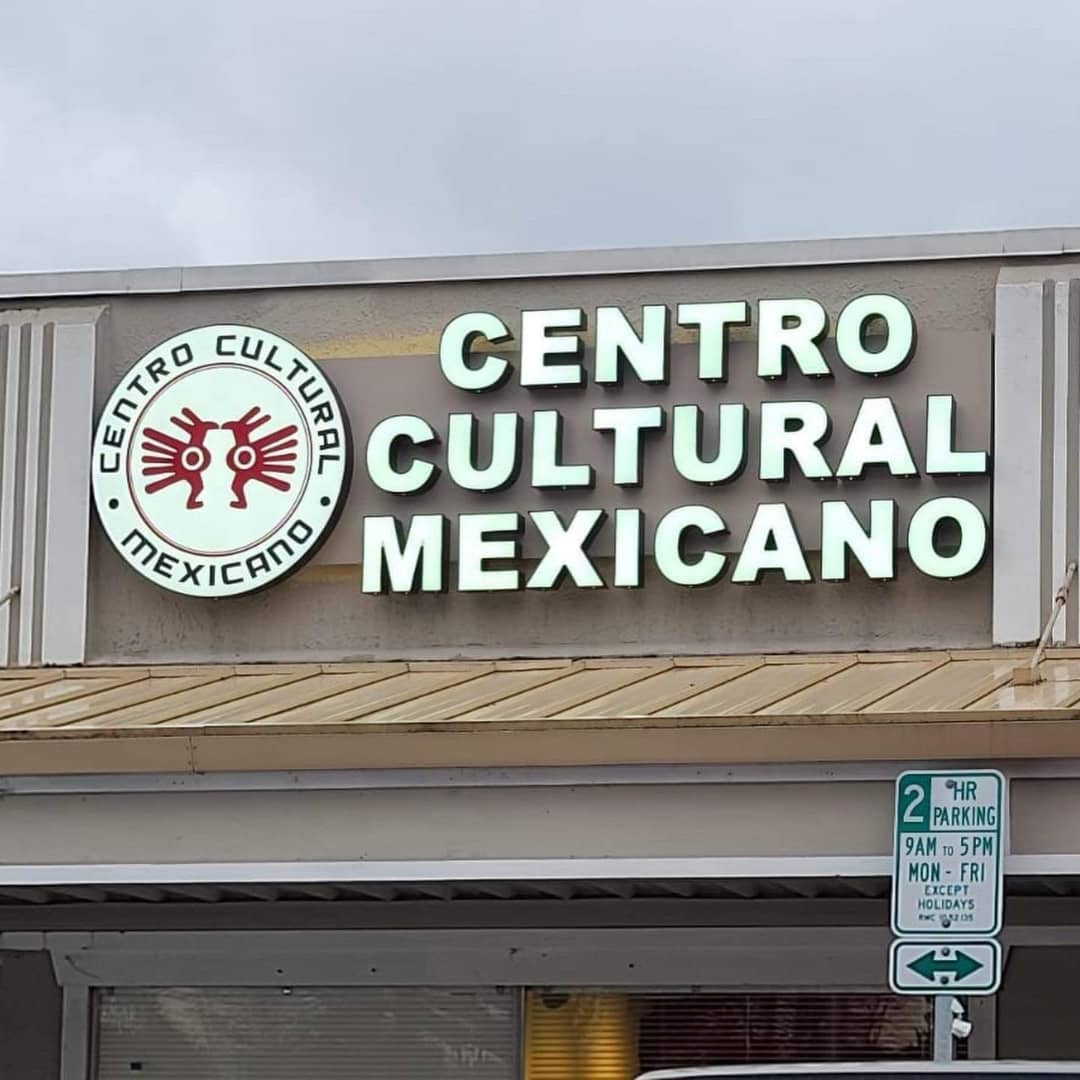 CENTRO CULTURAL
MEXICANO
CENTRO
CULTURAL
MEXICANO
2 HR
PARKING
9AM TO 5PM
MON - FRI
EXCEPT
HOLIDAYS